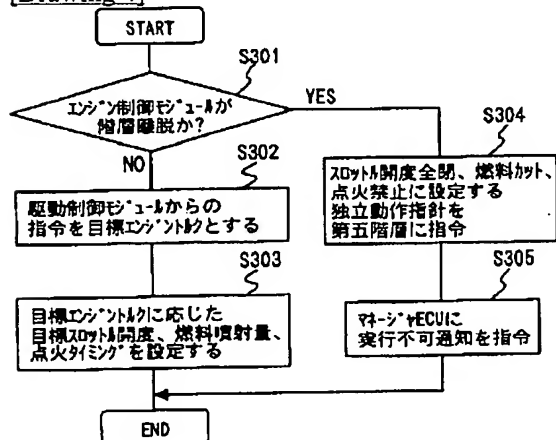 START
S301
エンジン制御モジュールが
階層離脱か?
YES
NO
S302
駆動制御モジュールからの
指令を目標エンジントルクとする
S303
目標エンジントルクに応じた
目標スロットル開度、燃料噴射量、
点火タイミングを設定する
S304
スロットル開度全閉、燃料カット、
点火禁止に設定する
独立動作指針を
第五階層に指令
S305
マネージャECUに
実行不可通知を指令
END